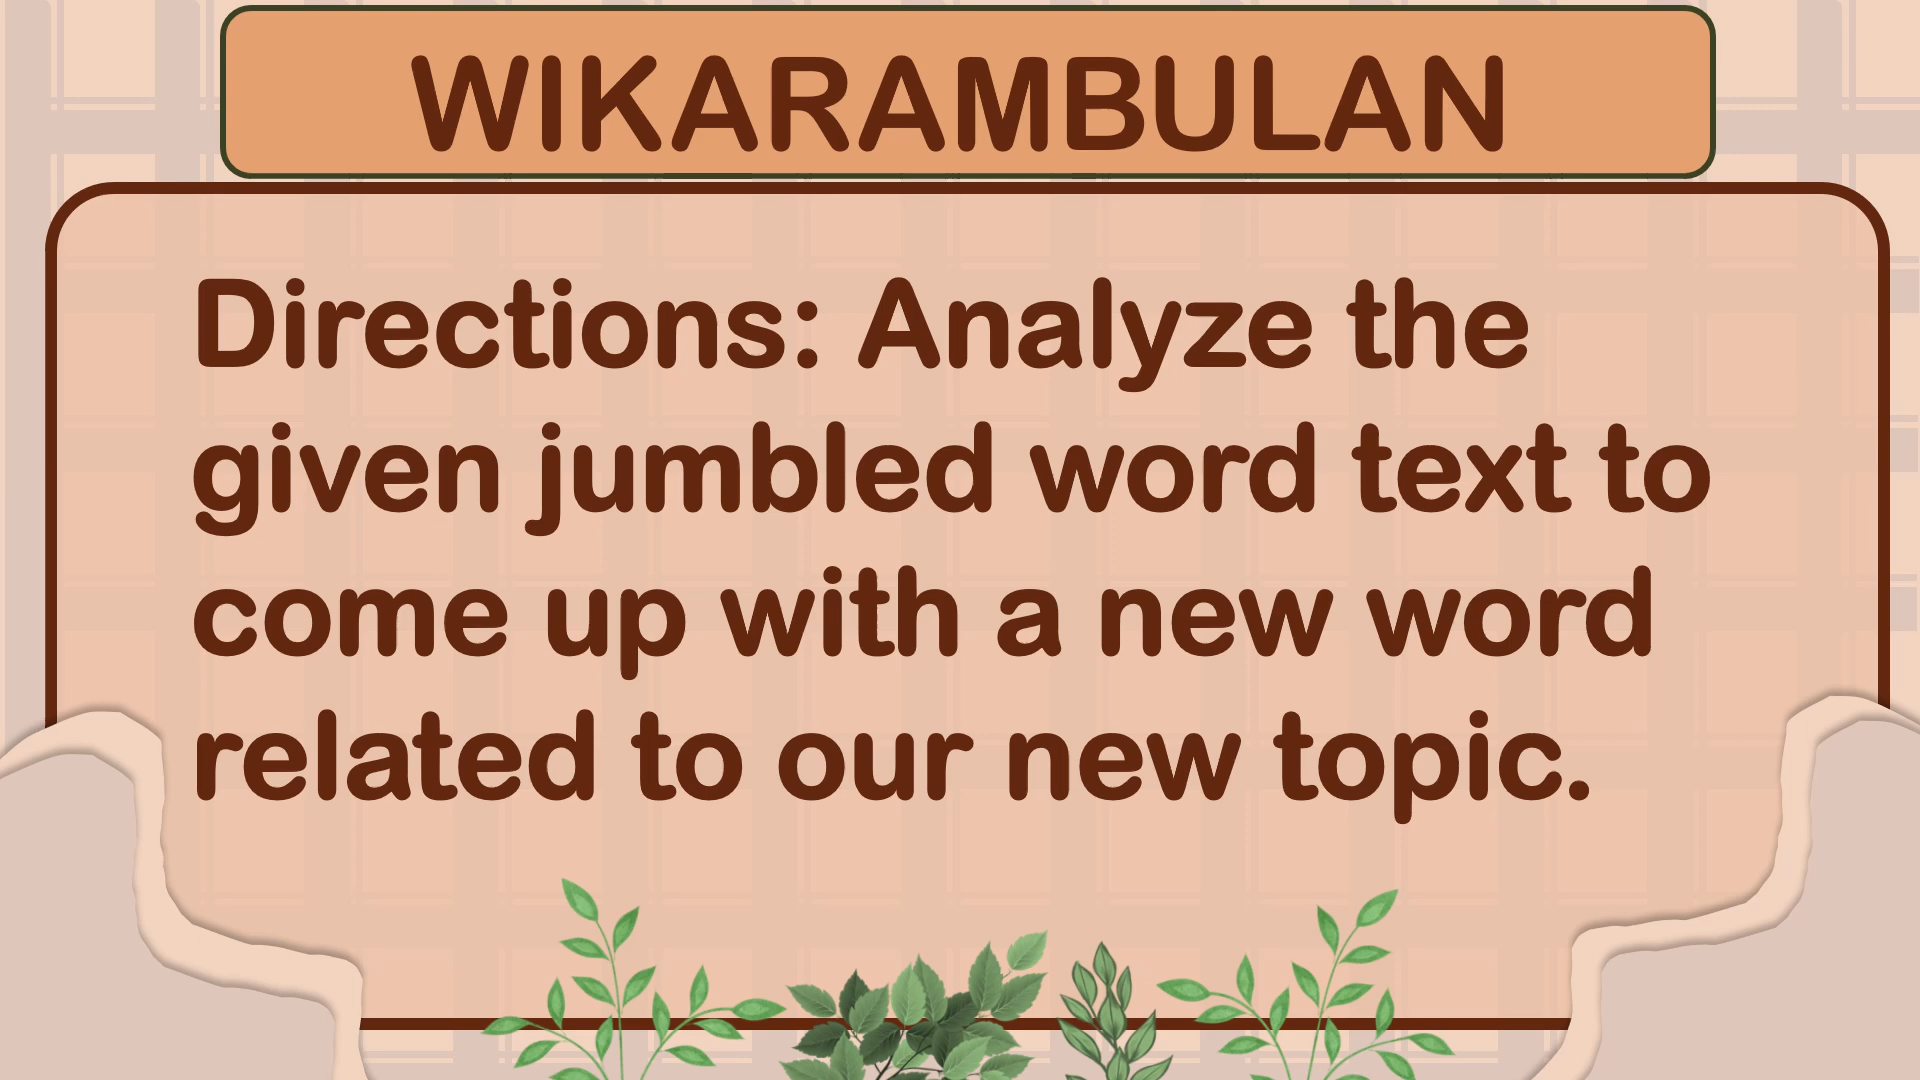 WIKARAMBULAN
Directions: Analyze the
given jumbled word text to
come up with a new word
related to our new topic.